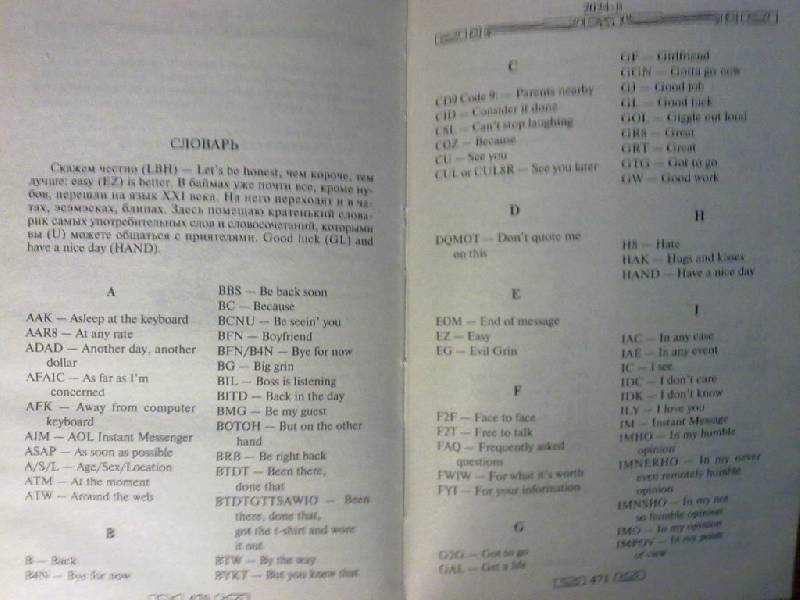 СЛОВАРЬ
Скажем честно (LBH) — Let's be honest, чем короче, тем
лучше: easy (EZ) is better. В баймах уже почти все, кроме ну-
бов, перешли на язык XXI века. На него переходят и в ча-
тах, эсэмэсках, блипах. Здесь помещаю кратенький слова-
рик самых употребительных слов и словосочетаний, которыми
вы (U) можете общаться с приятелями. Good luck (GL) and
have a nice day (HAND).
A
AAK — Asleep at the keyboard
AAR8 — At any rate
ADAD — Another day, another
dollar
AFAIC — As far as I'm
concerned
AFK — Away from computer
keyboard
AIM — AOL Instant Messenger
ASAP — As soon as possible
A/S/L — Age/Sex/Location
ATM — At the moment
ATW — Around the web
B
B — Back
B4N — Bye for now
BBS — Be back soon
BC — Because
BCNU — Be seein' you
BFN — Boyfriend
BFN/B4N — Bye for now
BG — Big grin
BIL — Boss is listening
BITD — Back in the day
BMG — Be my guest
BOTOH — But on the other
hand
BRB — Be right back
BTDT — Been there,
done that
BTDTGTTSAWIO — Been
there, done that,
got the t-shirt and wore
it out
BTW — By the way
BYKT — But you knew that
2024-й
C
CD9 Code 9: — Parents nearby
CID — Consider it done
CSL — Can't stop laughing
COZ — Because
CU — See you
CUL or CUL8R — See you later
D
DQMOT — Don't quote me
on this
E
EOM — End of message
EZ — Easy
EG — Evil Grin
F
F2F — Face to face
F2T — Free to talk
FAQ — Frequently asked
questions
FWIW — For what it's worth
FYI — For your information
G
G2G — Got to go
GAL — Get a life
GF — Girlfriend
GGN — Gotta go now
GJ — Good job
GL — Good luck
GOL — Giggle out loud
GR8 — Great
GRT — Great
GTG — Got to go
GW — Good work
H
H8 — Hate
HAK — Hugs and kisses
HAND — Have a nice day
I
IAC — In any case
IAE — In any event
IC — I see
IDC — I don't care
IDK — I don't know
ILY — I love you
IM — Instant Message
IMHO — In my humble
opinion
IMNERHO — In my never
even remotely humble
opinion
IMNSHO — In my not
so humble opinion
IMO — In my opinion
IMPOV — In my point
of view
471